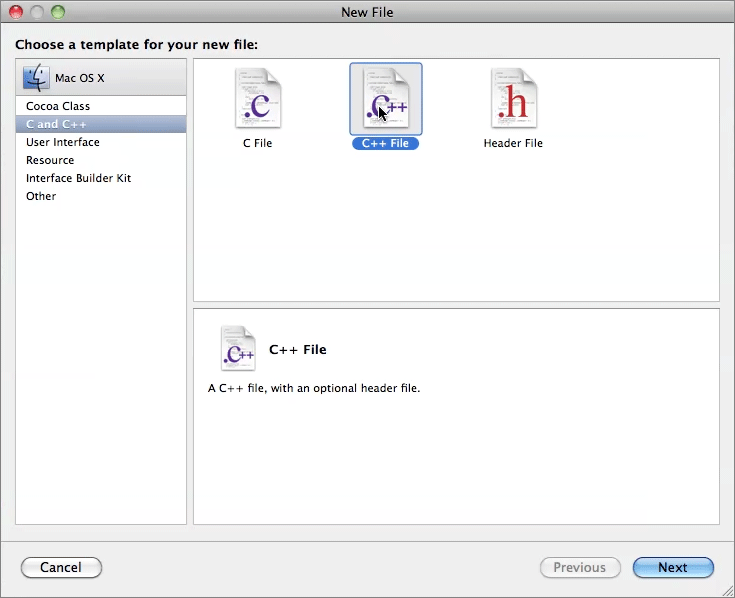 New File
Choose a template for your new file:
Mac OS X
Cocoa Class
C and C++
User Interface
Resource
Interface Builder Kit
Other
.c
.c++
.h
C File
C++ File
Header File
.c++
C++ File
A C++ file, with an optional header file.
Cancel
Previous
Next